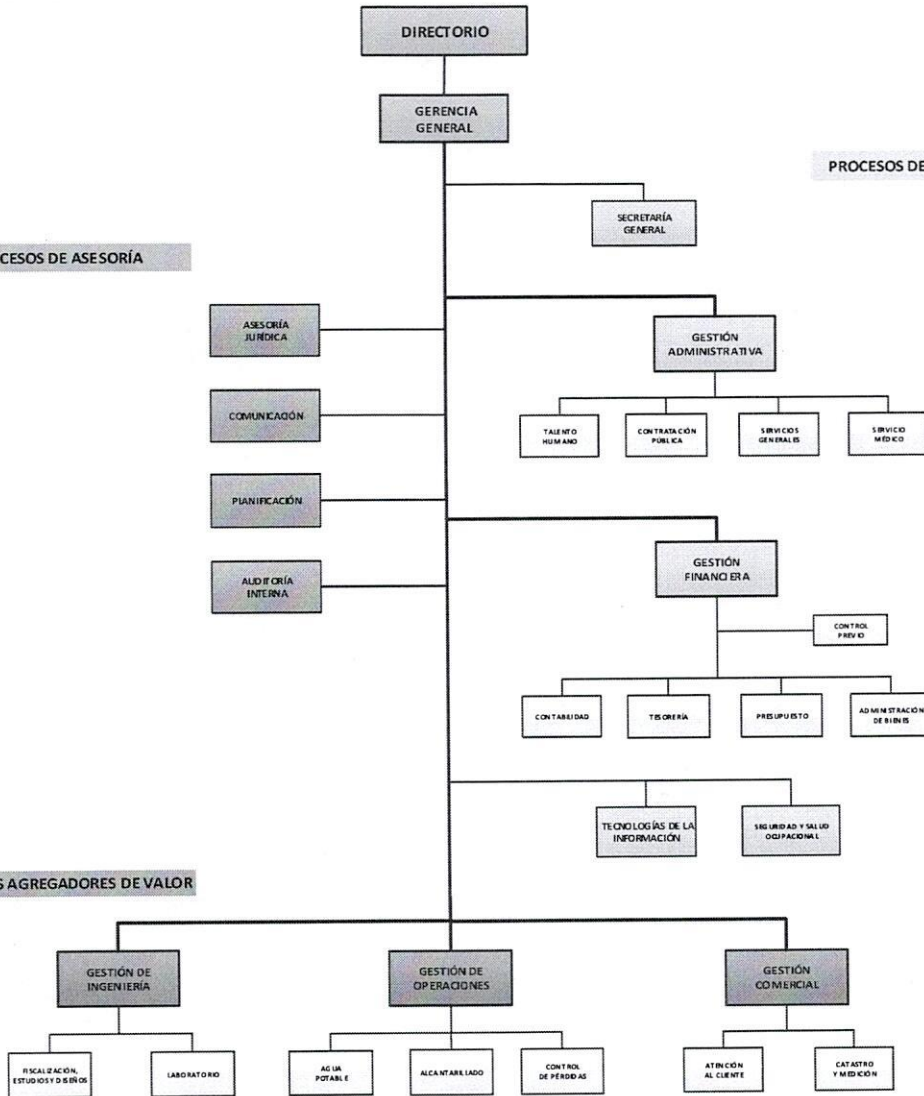 DIRECTORIO
GERENCIA
GENERAL
PROCESOS DE
SECRETARÍA
GENERAL
CESOS DE ASESORÍA
ASESORÍA
JURÍDICA
GESTIÓN
ADMINISTRATIVA
COMUNICACIÓN
TALENTO
HUMANO
CONTRATACIÓN
PÚBLICA
SERVICIOS
GENERALES
SERVICIO
MÉDICO
PLANIFICACIÓN
AUDITORÍA
INTERNA
GESTIÓN
FINANCIERA
CONTROL
PREVIO
CONTABILIDAD
TESORERÍA
PRESUPUESTO
ADMINISTRACIÓN
DE BIENES
TECNOLOGÍAS DE LA
INFORMACIÓN
SEGURIDAD Y SALUD
OCUPACIONAL
S AGREGADORES DE VALOR
GESTIÓN DE
INGENIERÍA
GESTIÓN DE
OPERACIONES
GESTIÓN
COMERCIAL
FISCALIZACIÓN,
ESTUDIOS Y DISEÑOS
LABORATORIO
AGUA
POTABLE
ALCANTARILLADO
CONTROL
DE PÉRDIDAS
ATENCIÓN
AL CLIENTE
CATASTRO
Y MEDICIÓN